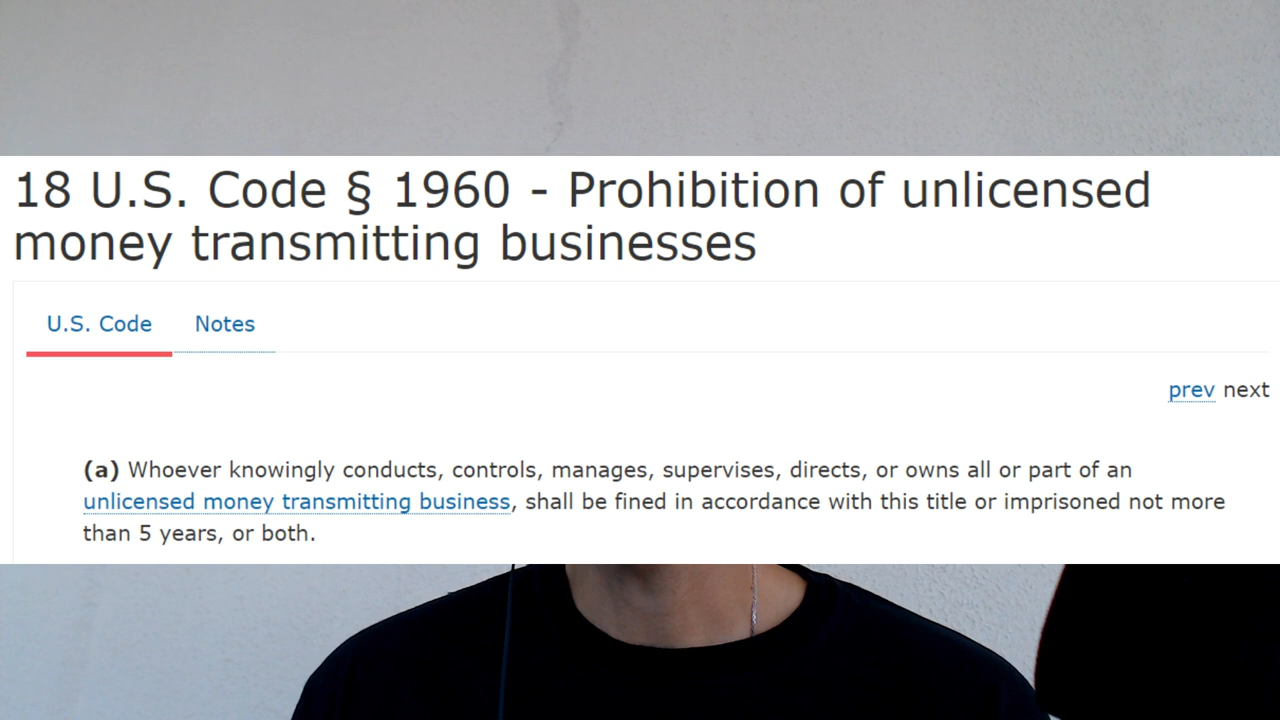 18 U.S. Code § 1960 - Prohibition of unlicensed
money transmitting businesses
U.S. Code Notes
prev next
(a) Whoever knowingly conducts, controls, manages, supervises, directs, or owns all or part of an
unlicensed money transmitting business, shall be fined in accordance with this title or imprisoned not more
than 5 years, or both.